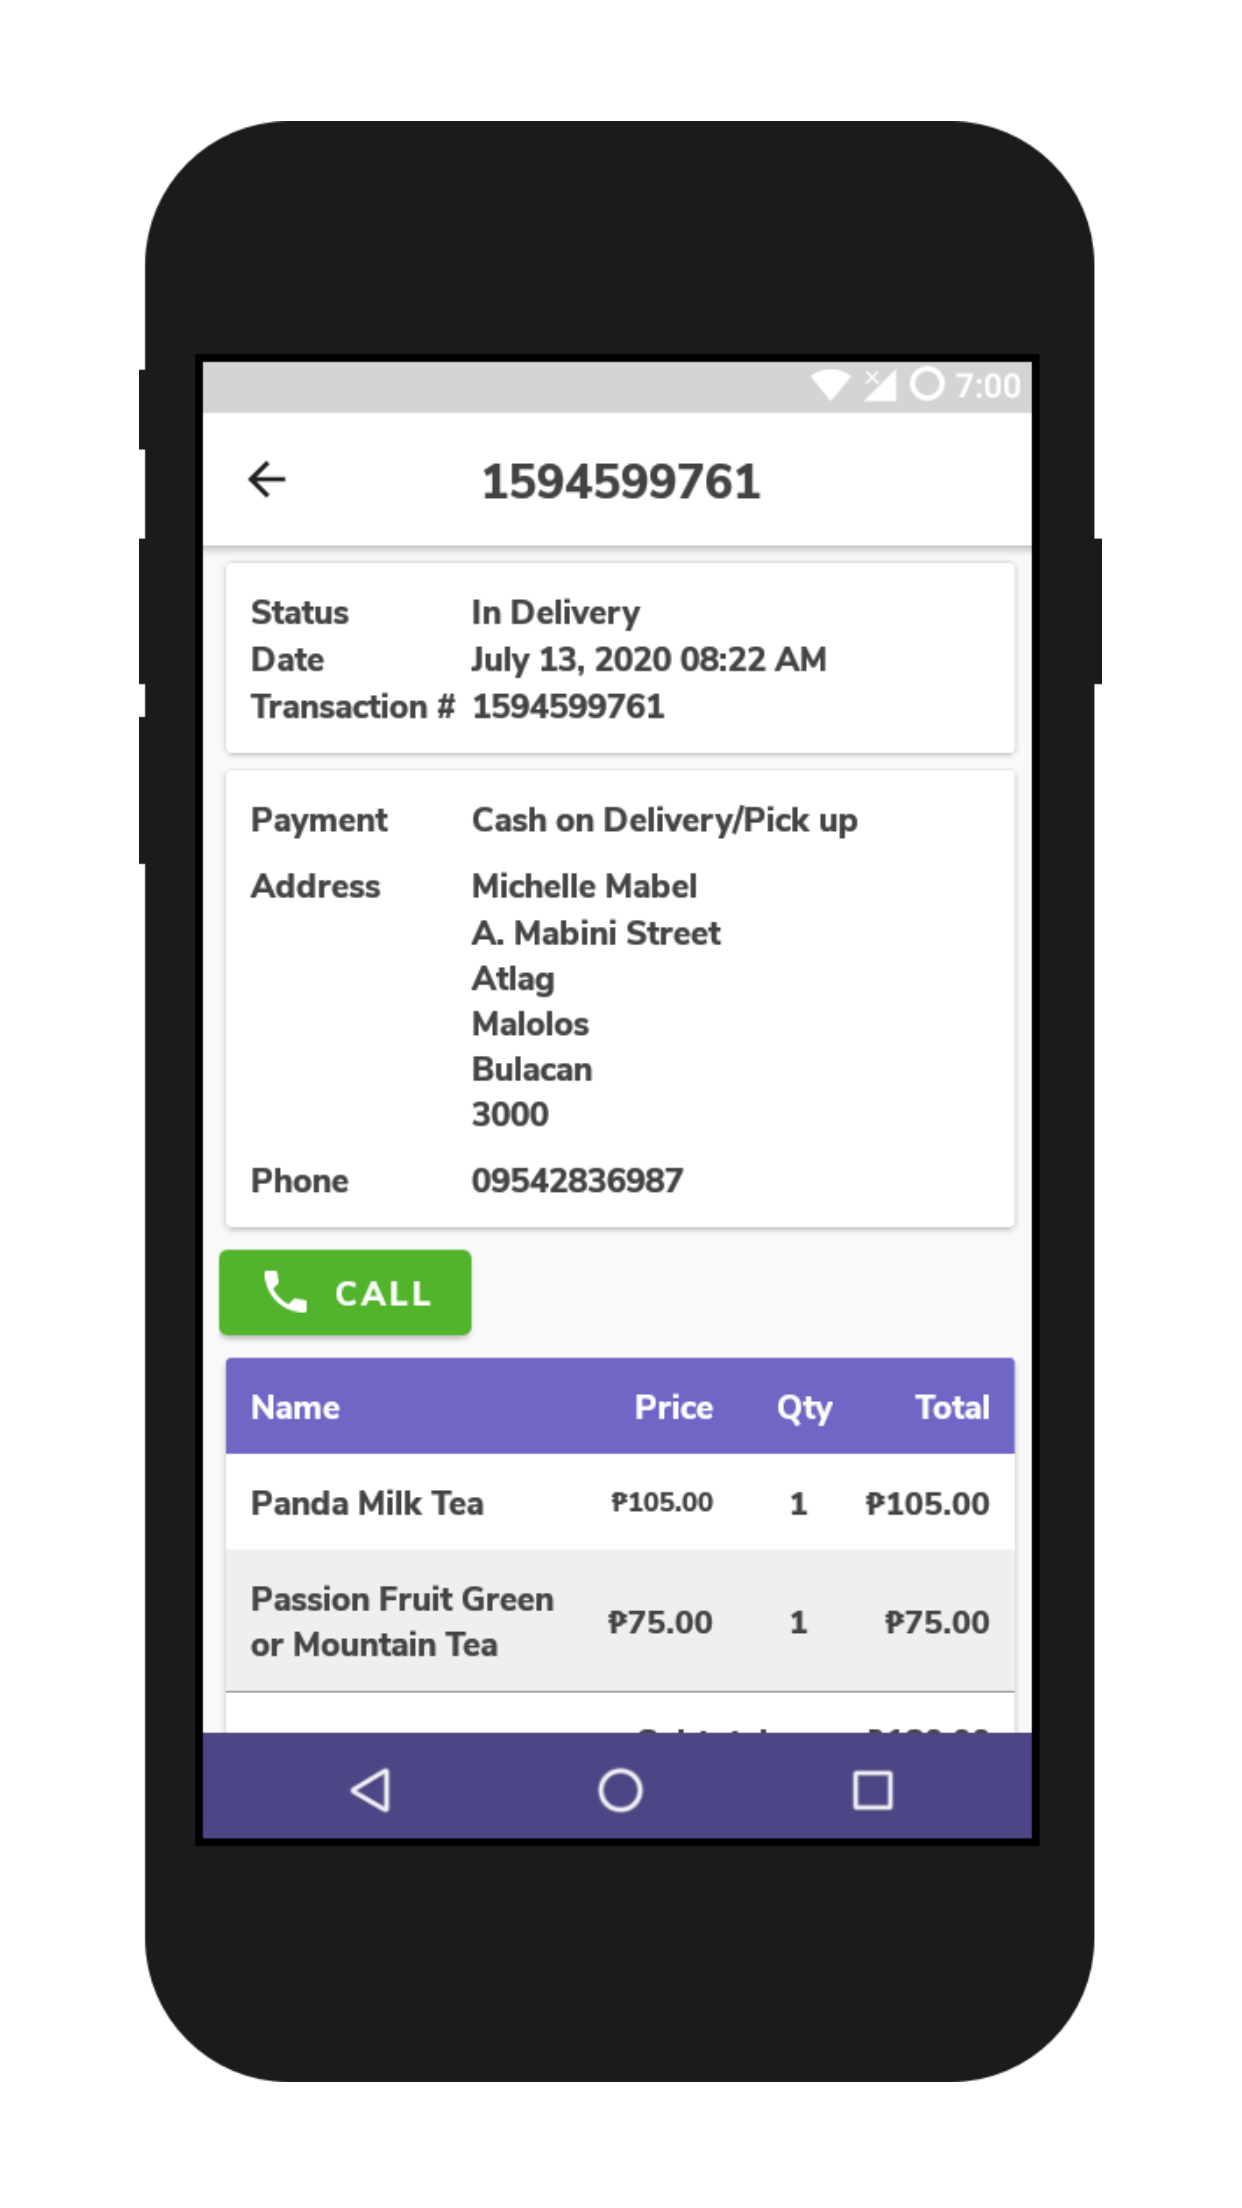 7:00
1594599761
Status In Delivery
Date July 13, 2020 08:22 AM
Transaction # 1594599761
Payment Cash on Delivery/Pick up
Address Michelle Mabel
A. Mabini Street
Atlag
Malolos
Bulacan
3000
Phone 09542836987
CALL
Name Price Qty Total
Panda Milk Tea ₱105.00 1 ₱105.00
Passion Fruit Green
or Mountain Tea ₱75.00 1 ₱75.00